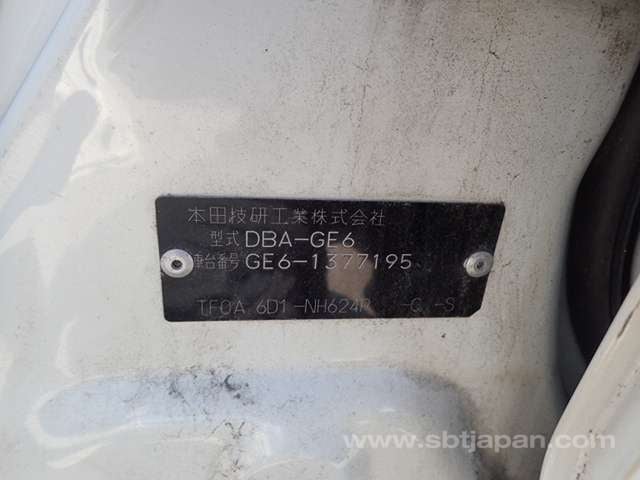 本田技研工業株式会社
型式 DBA-GE6
車台番号 GE6-1377195
TF0A 6D1-NH624R -C -S
www.sbtjapan.com